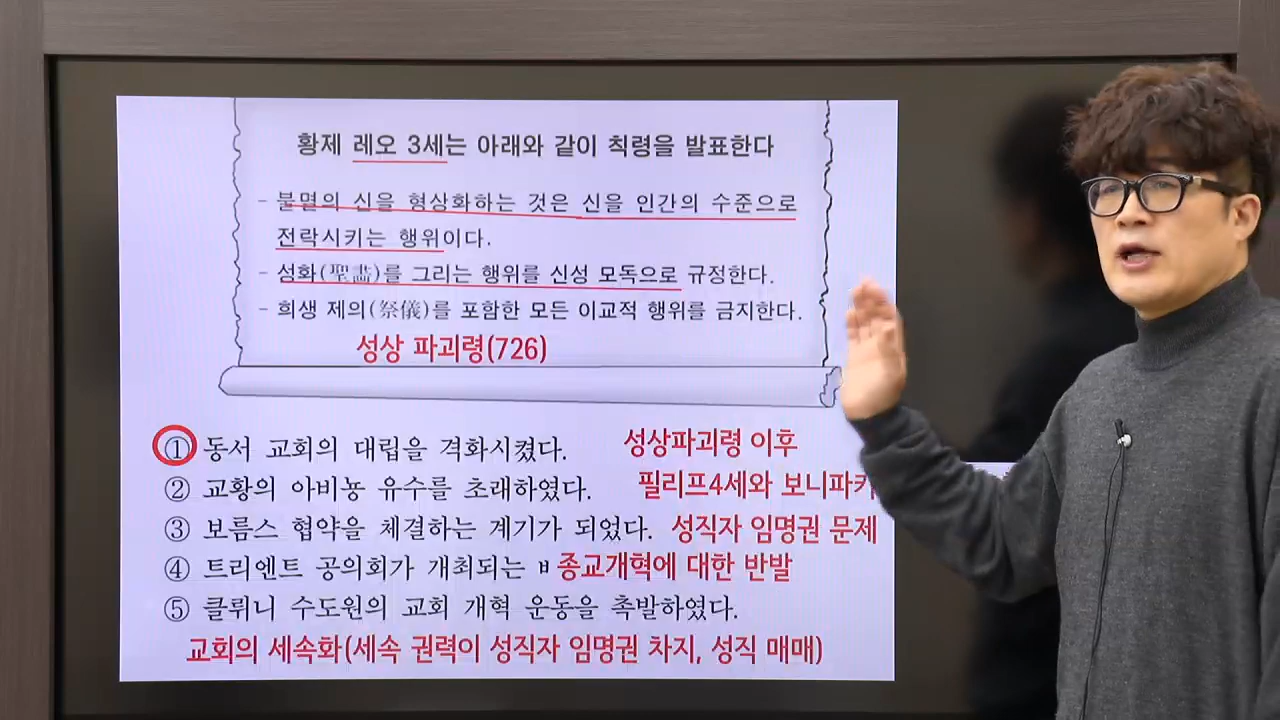 황제 레오 3세는 아래와 같이 칙령을 발표한다
- 불멸의 신을 형상화하는 것은 신을 인간의 수준으로
전락시키는 행위이다.
- 성화(聖畵)를 그리는 행위를 신성 모독으로 규정한다.
- 희생 제의(祭儀)를 포함한 모든 이교적 행위를 금지한다.
성상 파괴령(726)
① 동서 교회의 대립을 격화시켰다. 성상파괴령 이후
② 교황의 아비뇽 유수를 초래하였다. 필리프4세와 보니파키
③ 보름스 협약을 체결하는 계기가 되었다. 성직자 임명권 문제
④ 트리엔트 공의회가 개최되는 종교개혁에 대한 반발
⑤ 클뤼니 수도원의 교회 개혁 운동을 촉발하였다.
교회의 세속화(세속 권력이 성직자 임명권 차지, 성직 매매)